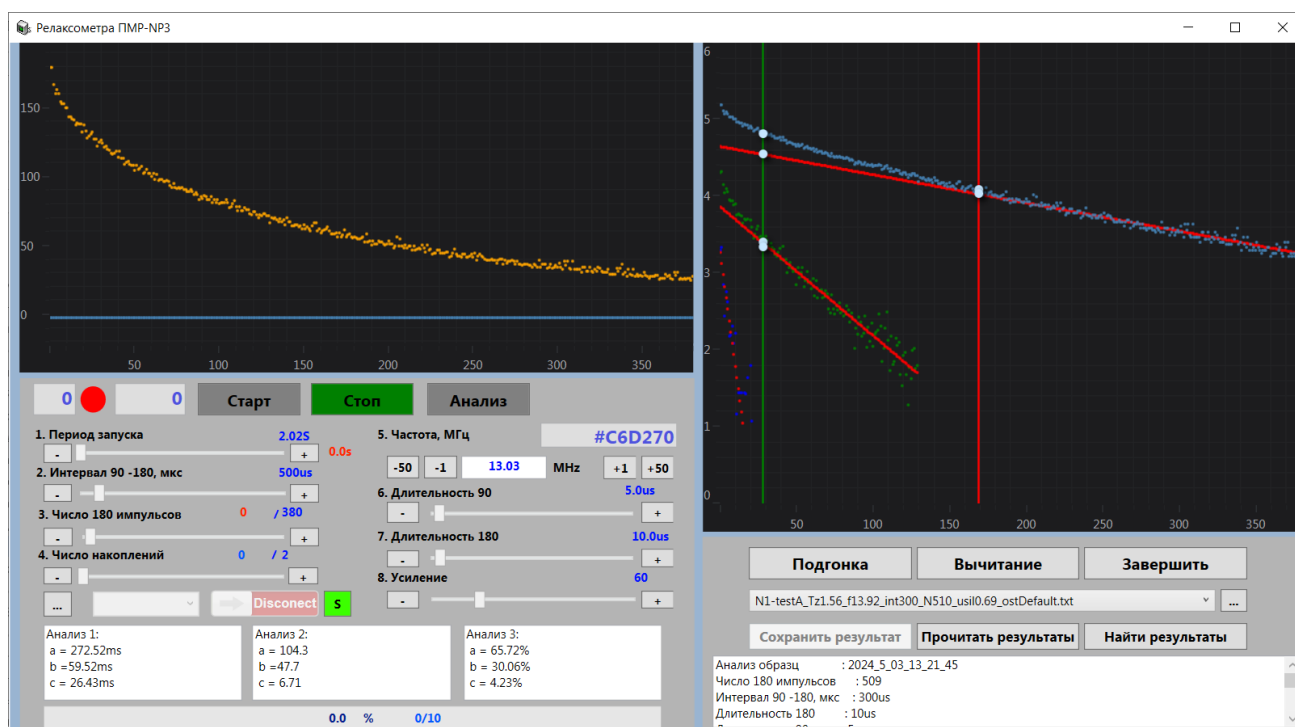 Релаксометра ПМР-NP3
150
100
50
0
50 100 150 200 250 300 350
6
5
4
3
2
1
0
50 100 150 200 250 300 350
0 0 Старт Стоп Анализ
1. Период запуска 2.02S
- + 0.0s
2. Интервал 90 -180, мкс 500us
- +
3. Число 180 импульсов 0 / 380
- +
4. Число накоплений 0 / 2
- +
... Disconect S
5. Частота, МГц #C6D270
-50 -1 13.03 MHz +1 +50
6. Длительность 90 5.0us
- +
7. Длительность 180 10.0us
- +
8. Усиление 60
- +
Анализ 1:
a = 272.52ms
b =59.52ms
c = 26.43ms
Анализ 2:
a = 104.3
b =47.7
c = 6.71
Анализ 3:
a = 65.72%
b = 30.06%
c = 4.23%
0.0 % 0/10
Подгонка Вычитание Завершить
N1-testA_Tz1.56_f13.92_int300_N510_usil0.69_ostDefault.txt ...
Сохранить результат Прочитать результаты Найти результаты
Анализ образц : 2024_5_03_13_21_45
Число 180 импульсов : 509
Интервал 90 -180, мкс : 300us
Длительность 180 : 10us